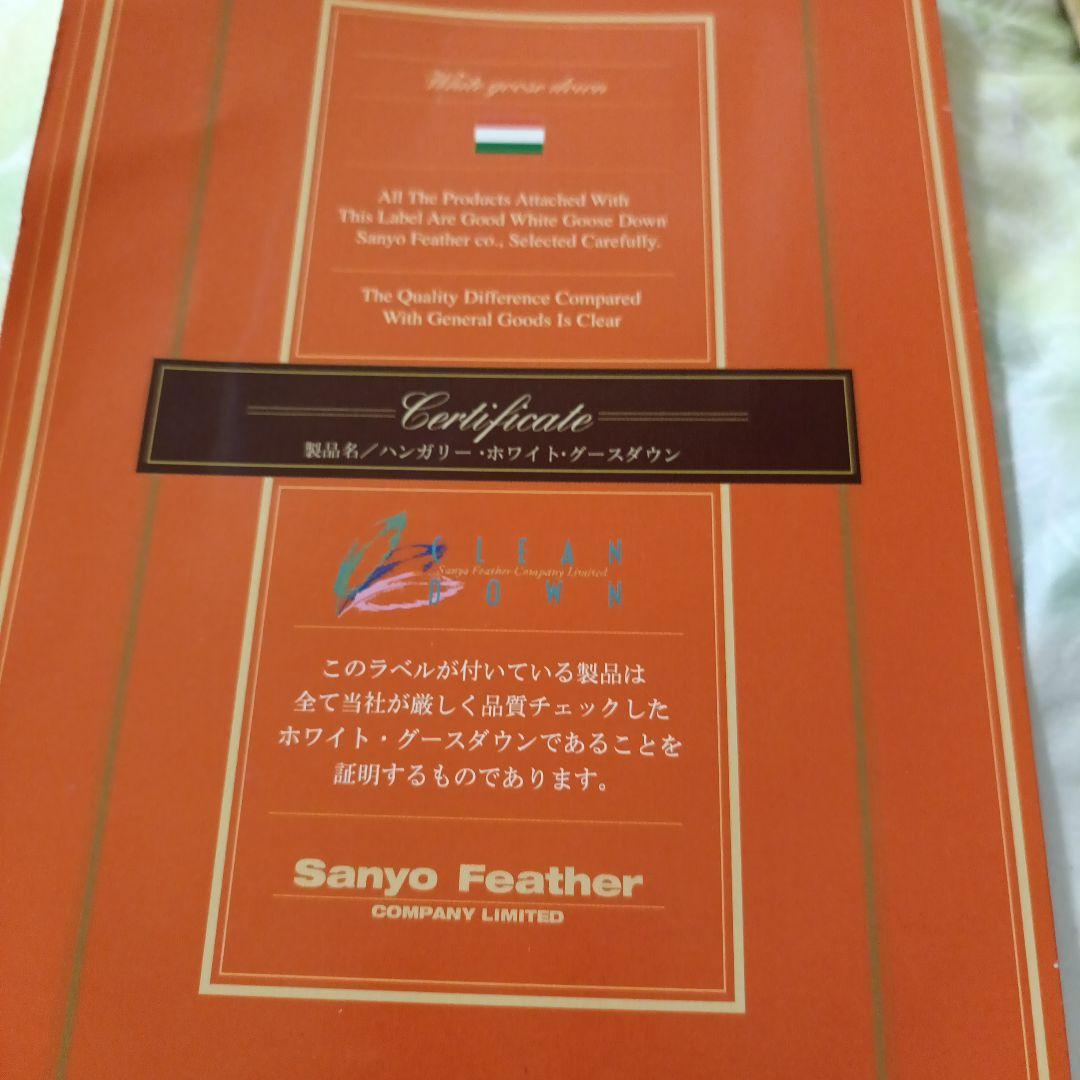 White goose down
All The Products Attached With
This Label Are Good White Goose Down
Sanyo Feather co., Selected Carefully.
The Quality Difference Compared
With General Goods Is Clear
Certificate
製品名／ハンガリー・ホワイト・グースダウン
CLEAN
Sanyo Feather Company Limited
DOWN
このラベルが付いている製品は
全て当社が厳しく品質チェックした
ホワイト・グースダウンであることを
証明するものであります。
Sanyo Feather
COMPANY LIMITED